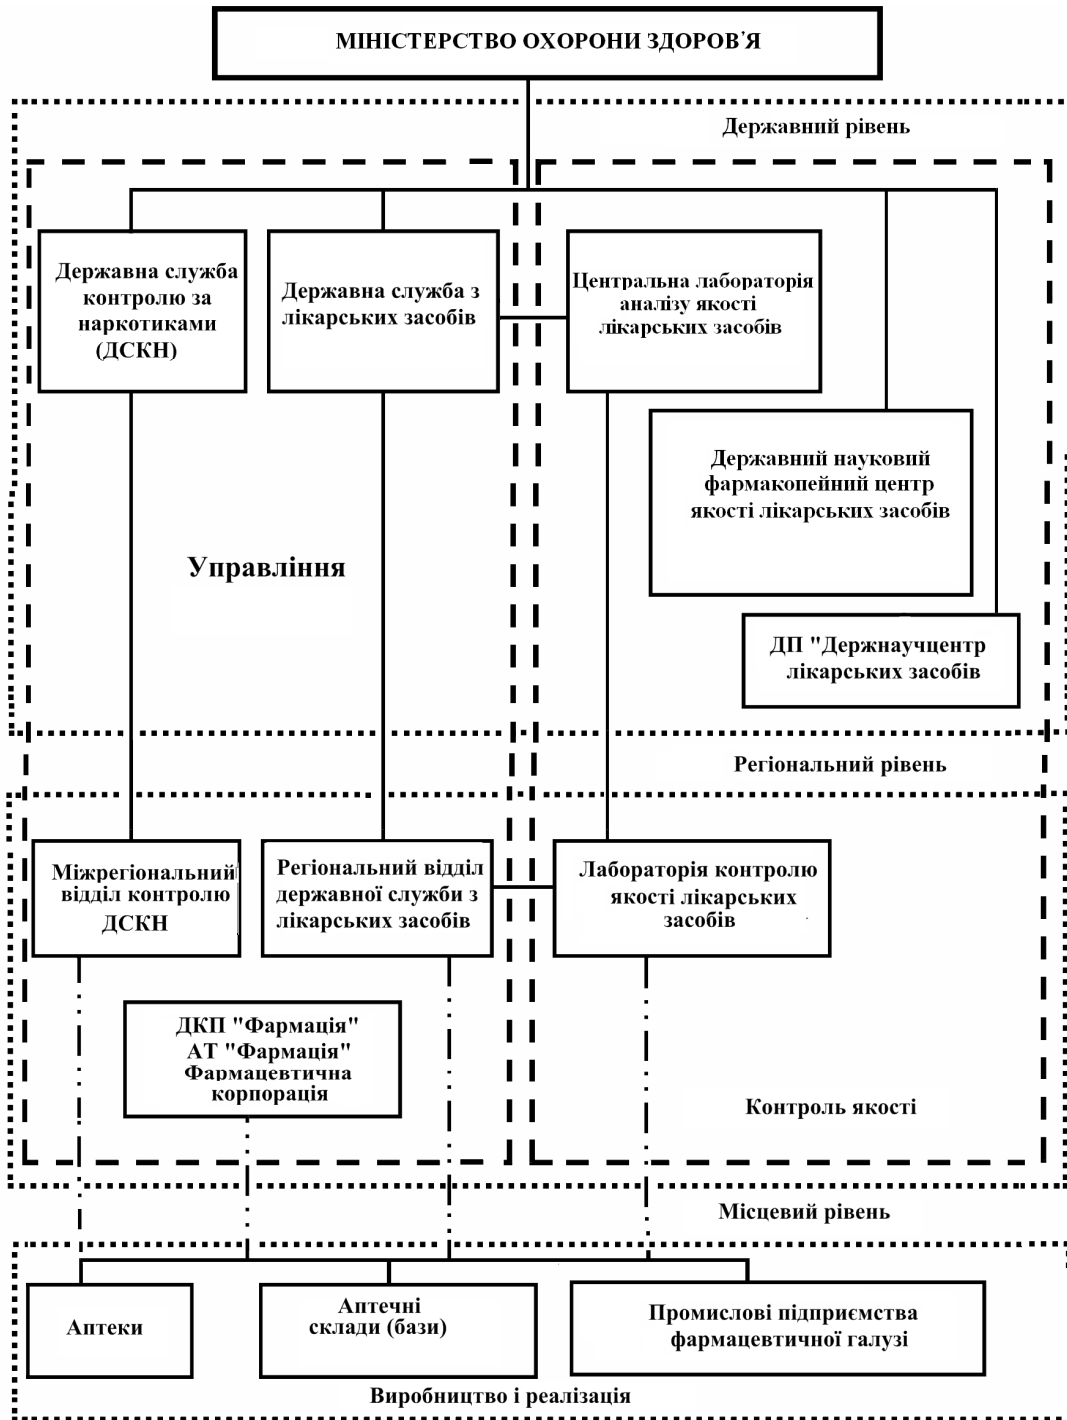 МІНІСТЕРСТВО ОХОРОНИ ЗДОРОВ'Я
Державний рівень
Державна служба
контролю за
наркотиками
(ДСКН)
Державна служба з
лікарських засобів
Центральна лабораторія
аналізу якості
лікарських засобів
Державний науковий
фармакопейний центр
якості лікарських засобів
Управління
ДП "Держнаучцентр
лікарських засобів
Регіональний рівень
Міжрегіональний
відділ контролю
ДСКН
Регіональний відділ
державної служби з
лікарських засобів
Лабораторія контролю
якості лікарських
засобів
ДКП "Фармація"
АТ "Фармація"
Фармацевтична
корпорація
Контроль якості
Місцевий рівень
Аптеки
Аптечні
склади (бази)
Промислові підприємства
фармацевтичної галузі
Виробництво і реалізація